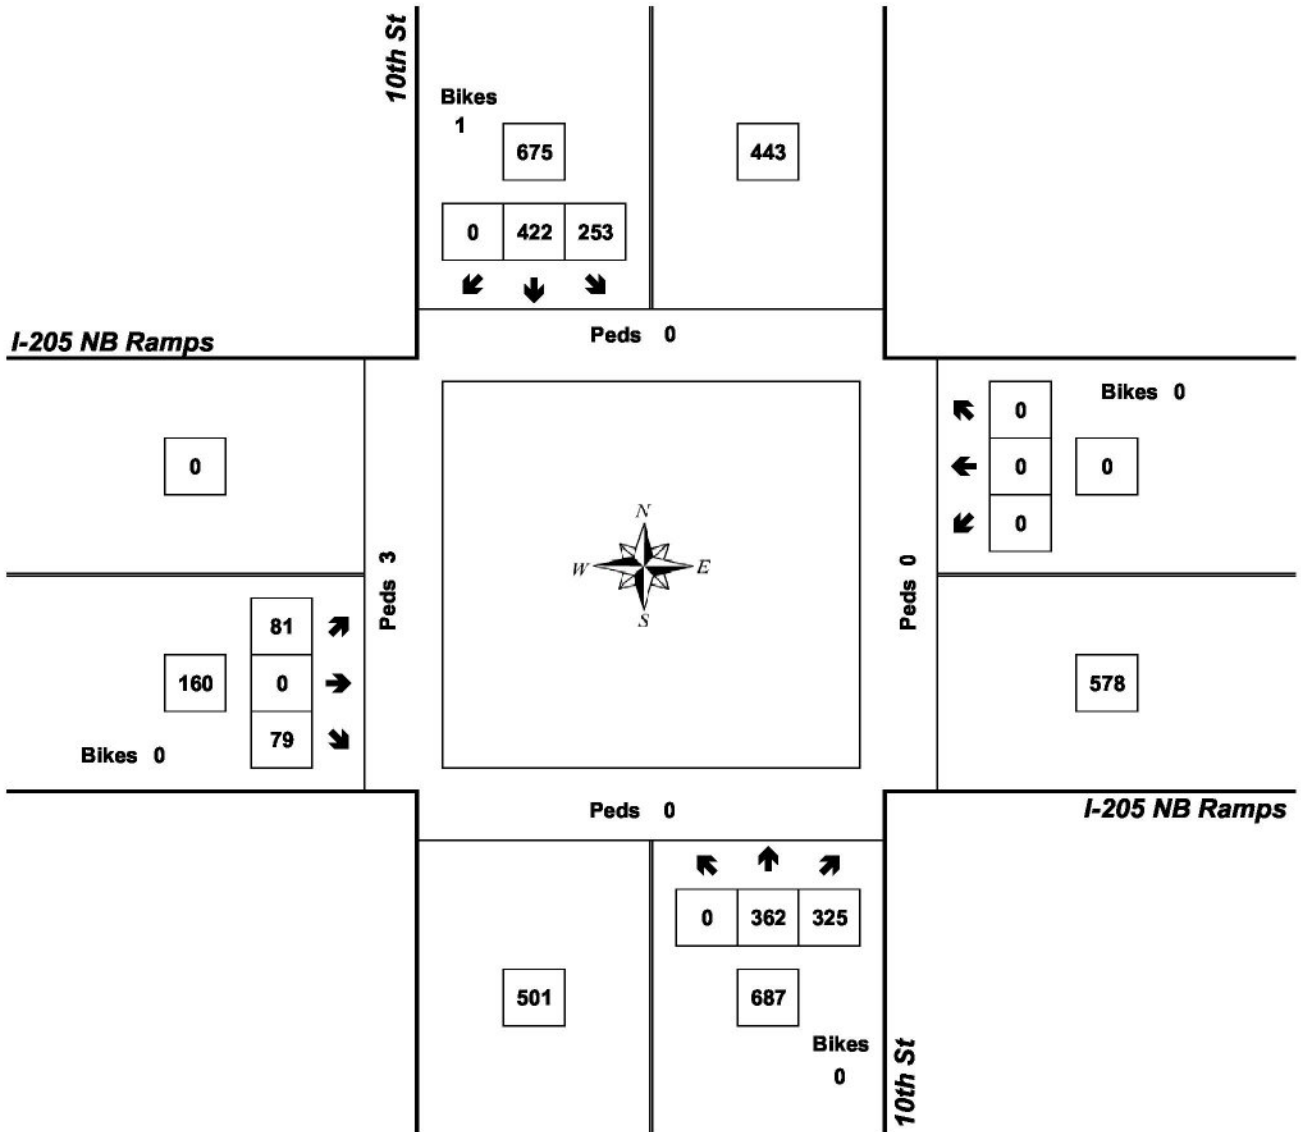 10th St
Bikes
1
675
443
0 422 253
Peds 0
I-205 NB Ramps
Bikes 0
0
0
0
0
0
N
W E
S
Peds 3
Peds 0
81
160
0
79
Bikes 0
578
I-205 NB Ramps
Peds 0
0 362 325
501
687
Bikes
0
10th St